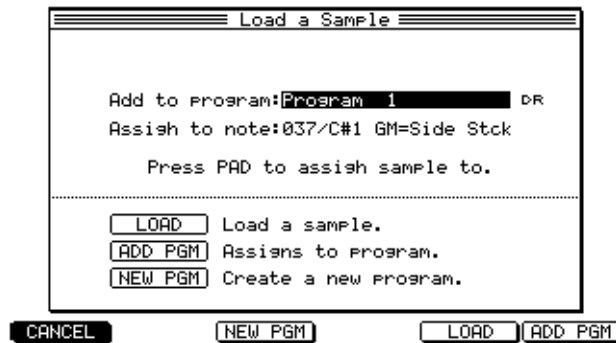 Load a Sample
Add to program:Program 1 DR
Assign to note:037/C#1 GM=Side Stck
Press PAD to assign sample to.
LOAD Load a sample.
ADD PGM Assigns to program.
NEW PGM Create a new program.
CANCEL NEW PGM LOAD ADD PGM